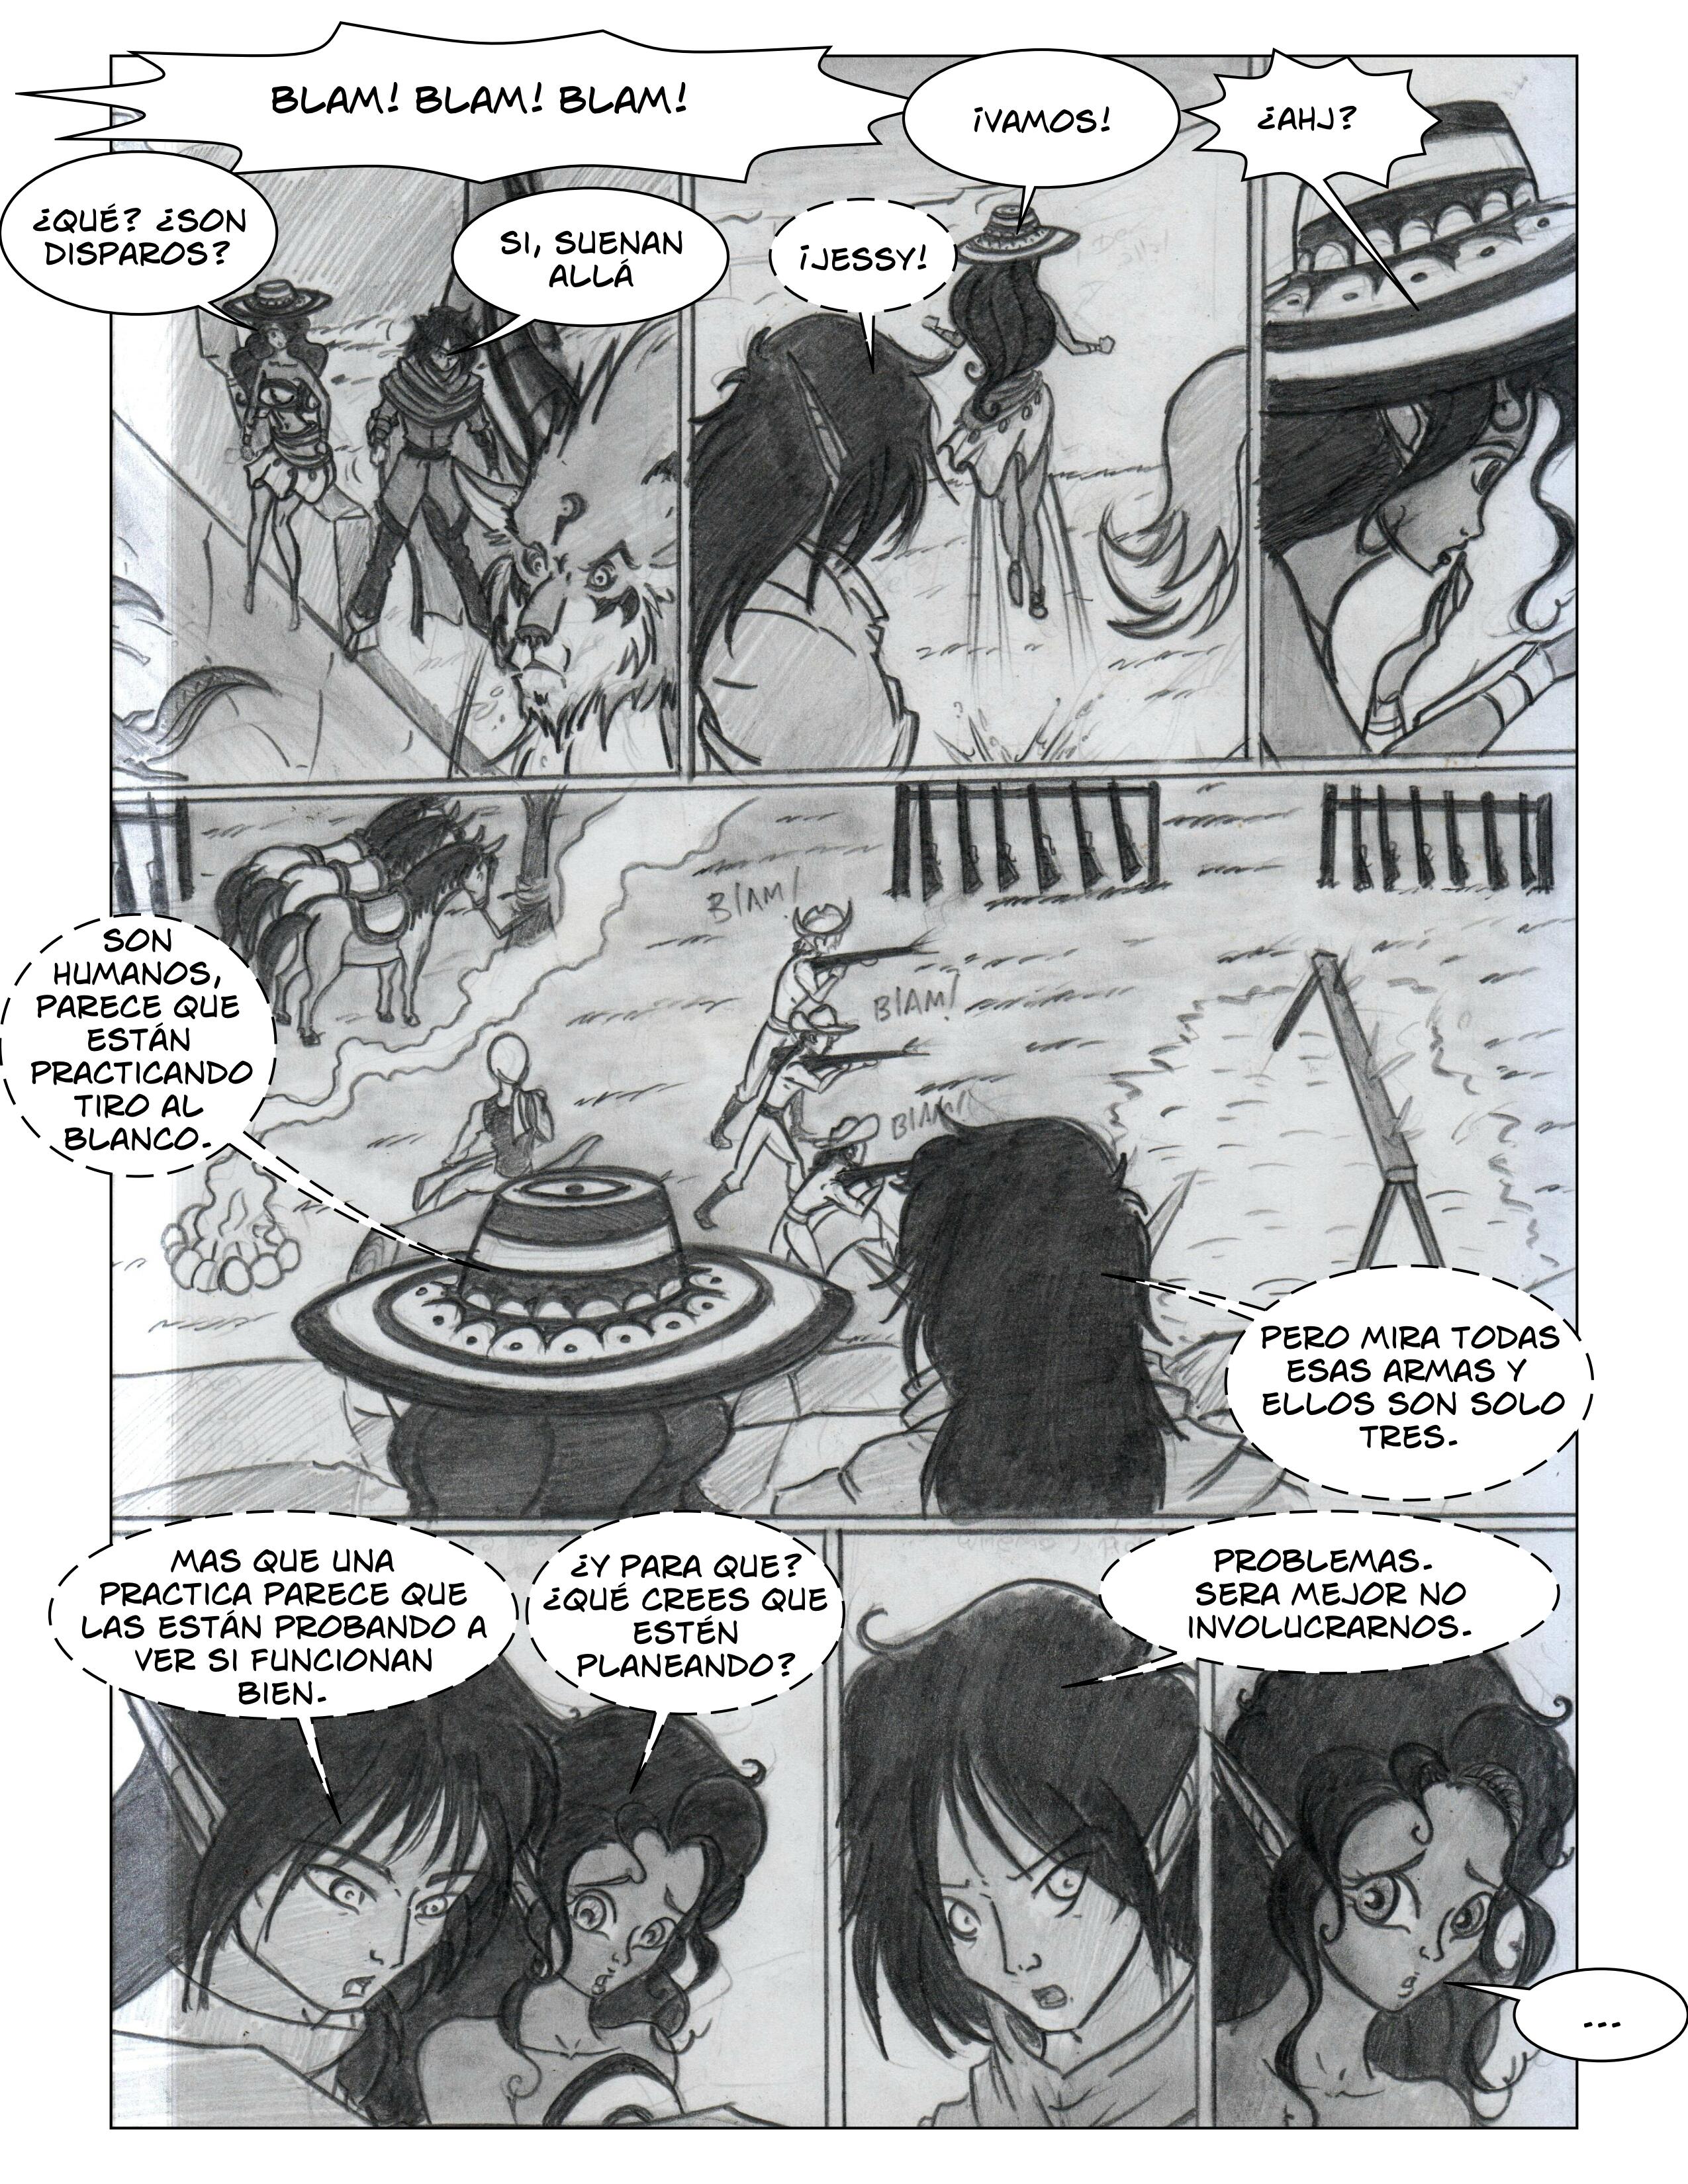 BLAM! BLAM! BLAM!
¿QUÉ? ¿SON
DISPAROS?
SI, SUENAN
ALLÁ
¡JESSY!
¡VAMOS!
¿AHJ?
BLAM!
BLAM!
BLAM!
SON
HUMANOS,
PARECE QUE
ESTÁN
PRACTICANDO
TIRO AL
BLANCO.
PERO MIRA TODAS
ESAS ARMAS Y
ELLOS SON SOLO
TRES.
MAS QUE UNA
PRACTICA PARECE QUE
LAS ESTÁN PROBANDO A
VER SI FUNCIONAN
BIEN.
¿Y PARA QUE?
¿QUÉ CREES QUE
ESTÉN
PLANEANDO?
PROBLEMAS.
SERA MEJOR NO
INVOLUCRARNOS.
...